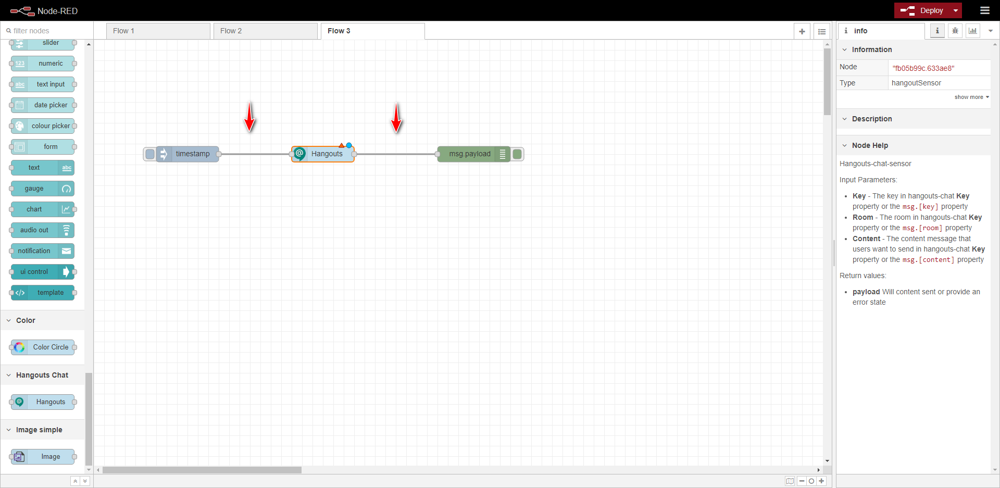 Node-RED
Deploy
filter nodes
Flow 1
Flow 2
Flow 3
info
slider
123
numeric
abc
text input
date picker
colour picker
form
text
abc
gauge
chart
audio out
notification
ui control
</>
template
Color
Color Circle
Hangouts Chat
Hangouts
Image simple
Image
timestamp
Hangouts
msg.payload
Information
Node
"fb05b99c.633ae8"
Type
hangoutSensor
show more
Description
Node Help
Hangouts-chat-sensor
Input Parameters:
• Key - The key in hangouts-chat Key
property or the msg.[key] property
• Room - The room in hangouts-chat Key
property or the msg.[room] property
• Content - The content message that
users want to send in hangouts-chat Key
property or the msg.[content] property
Return values:
• payload Will content sent or provide an
error state